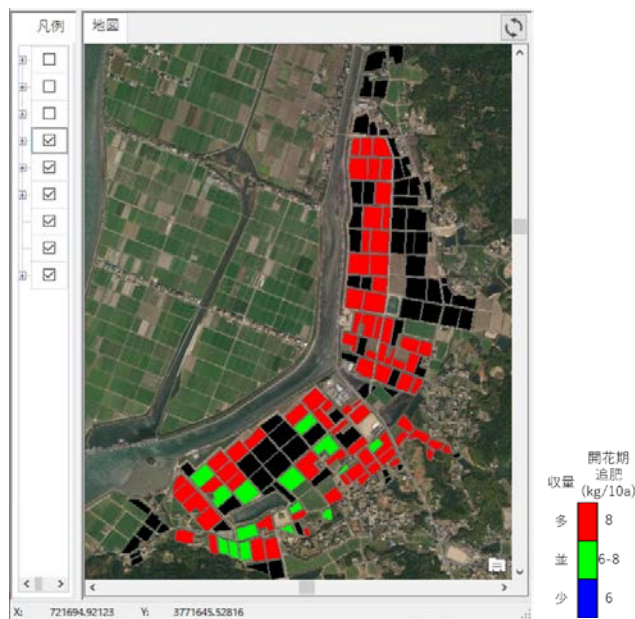 凡例
地図
X: 721694.92123 Y: 3771645.52816
開花期
追肥
収量 (kg/10a)
多 8
並 6-8
少 6